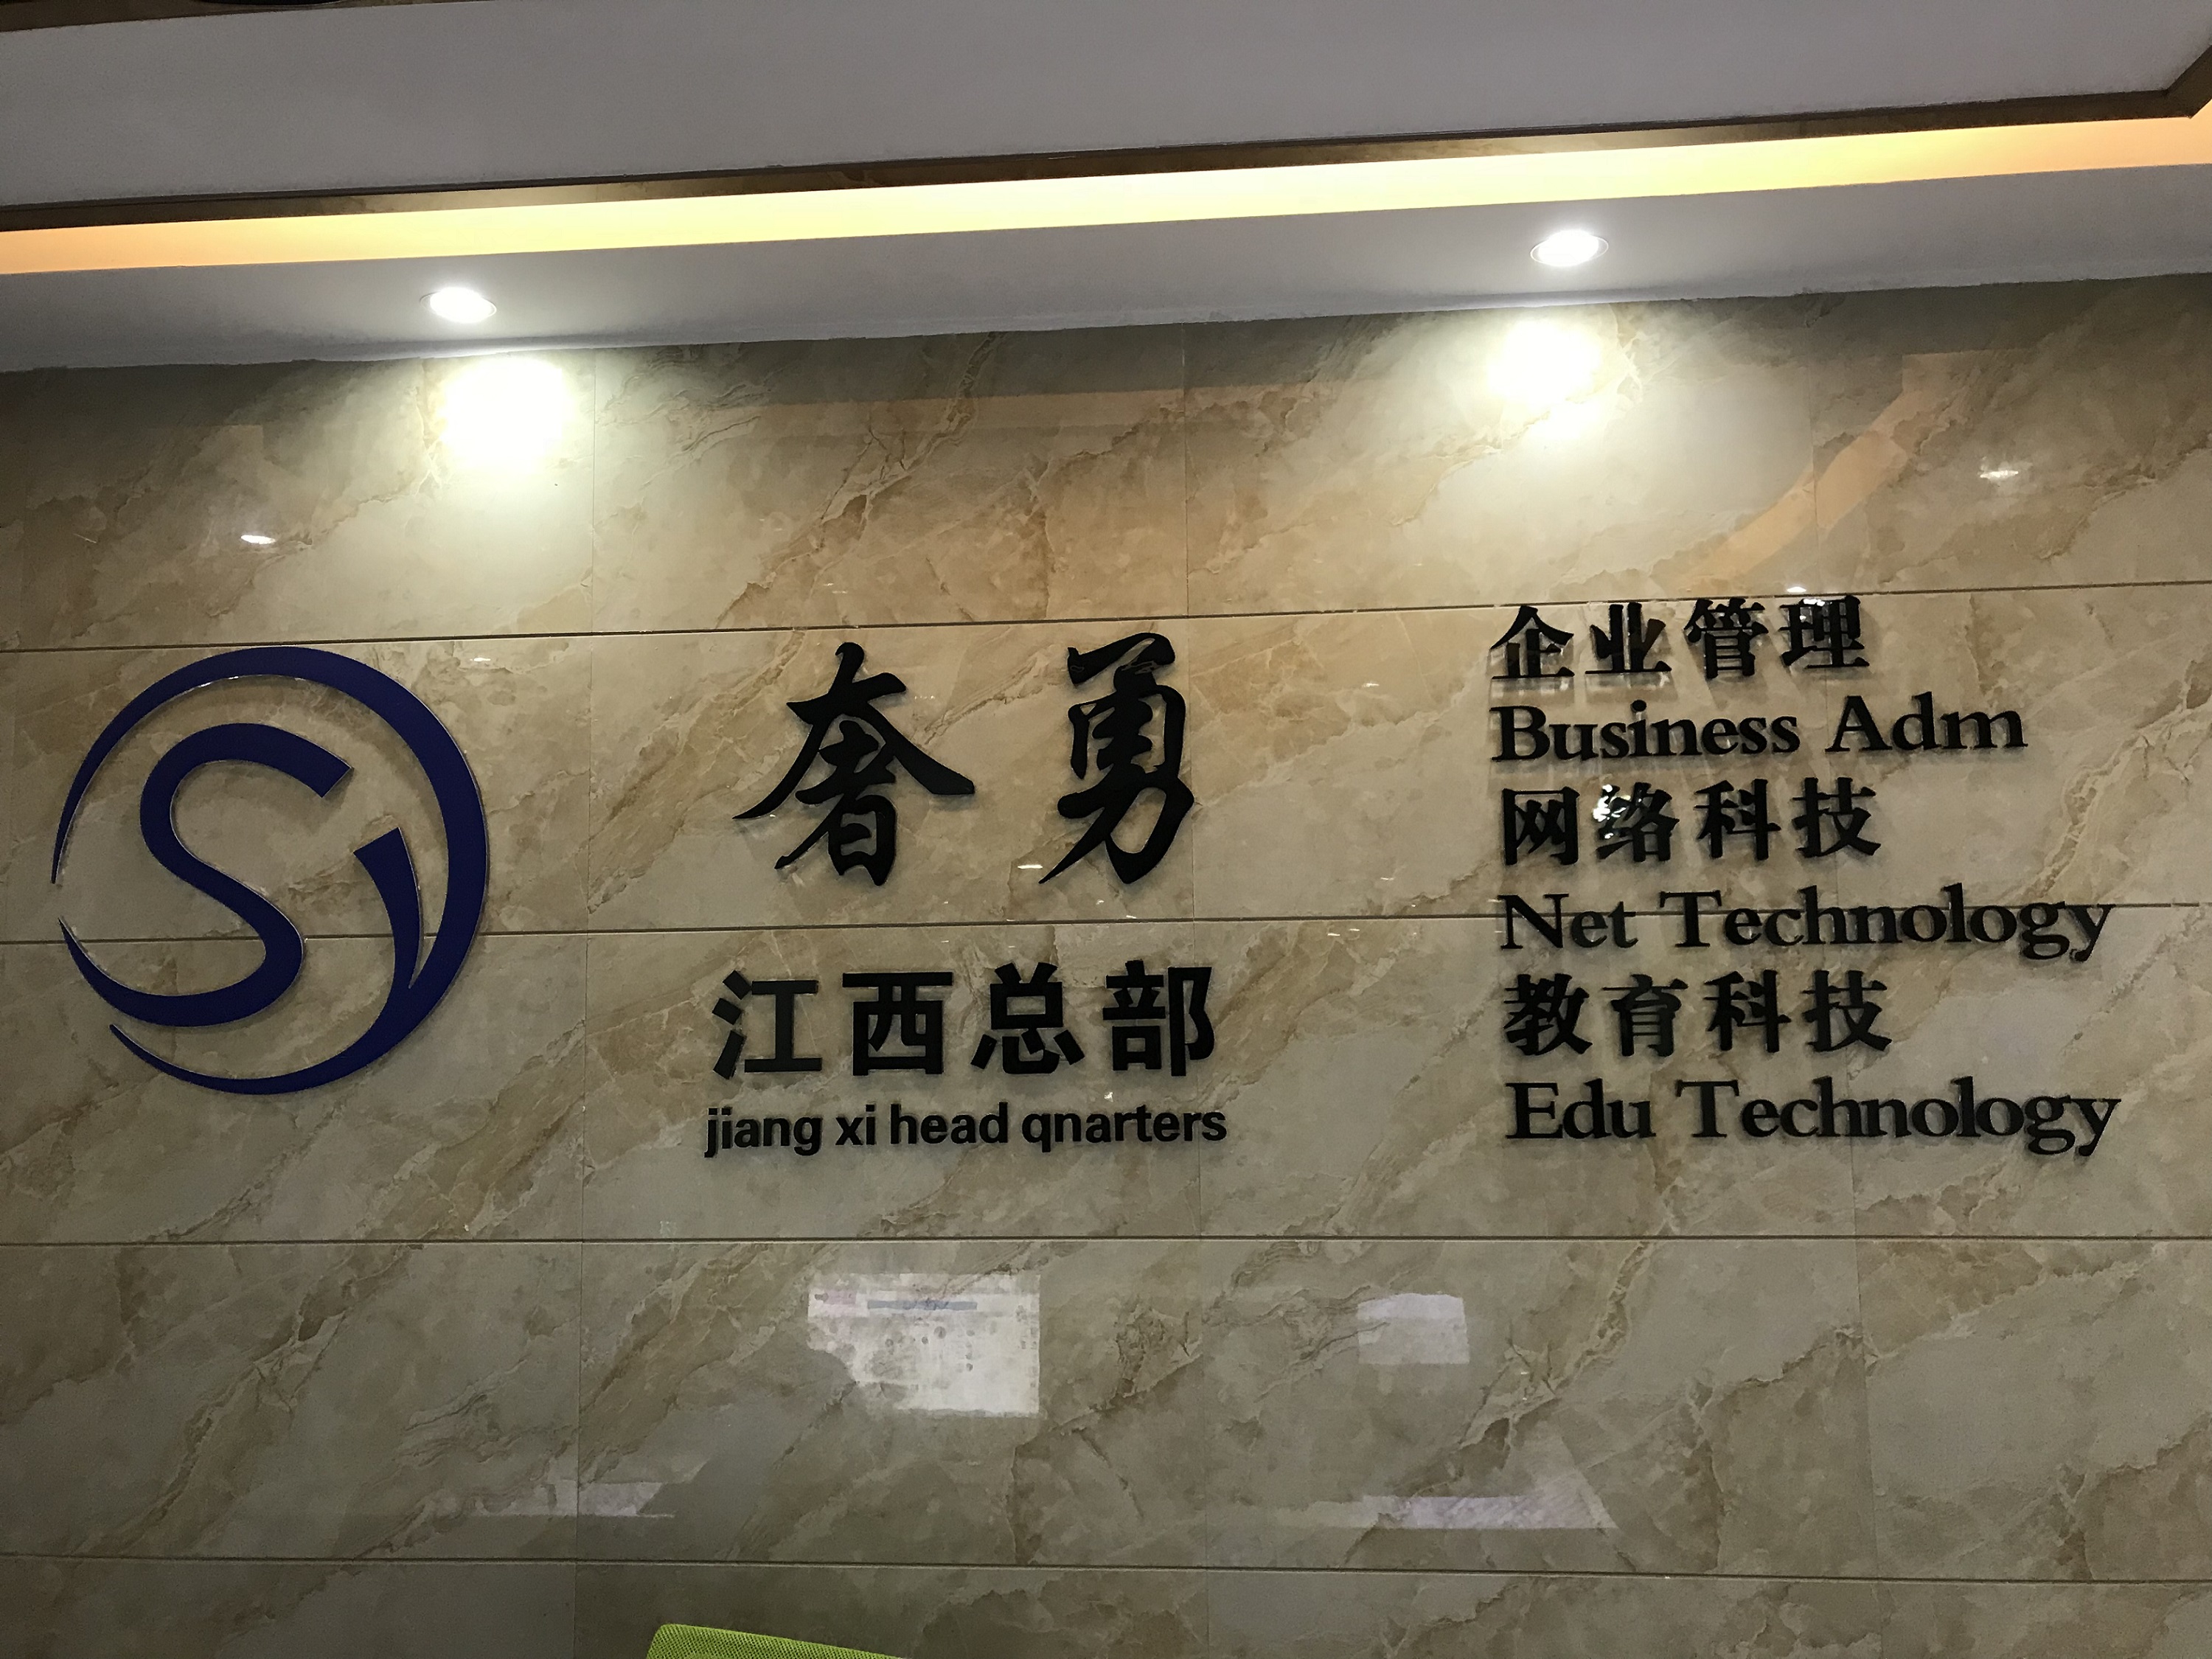 奢勇
江西总部
jiang xi head qnarters
企业管理
Business Adm
网络科技
Net Technology
教育科技
Edu Technology